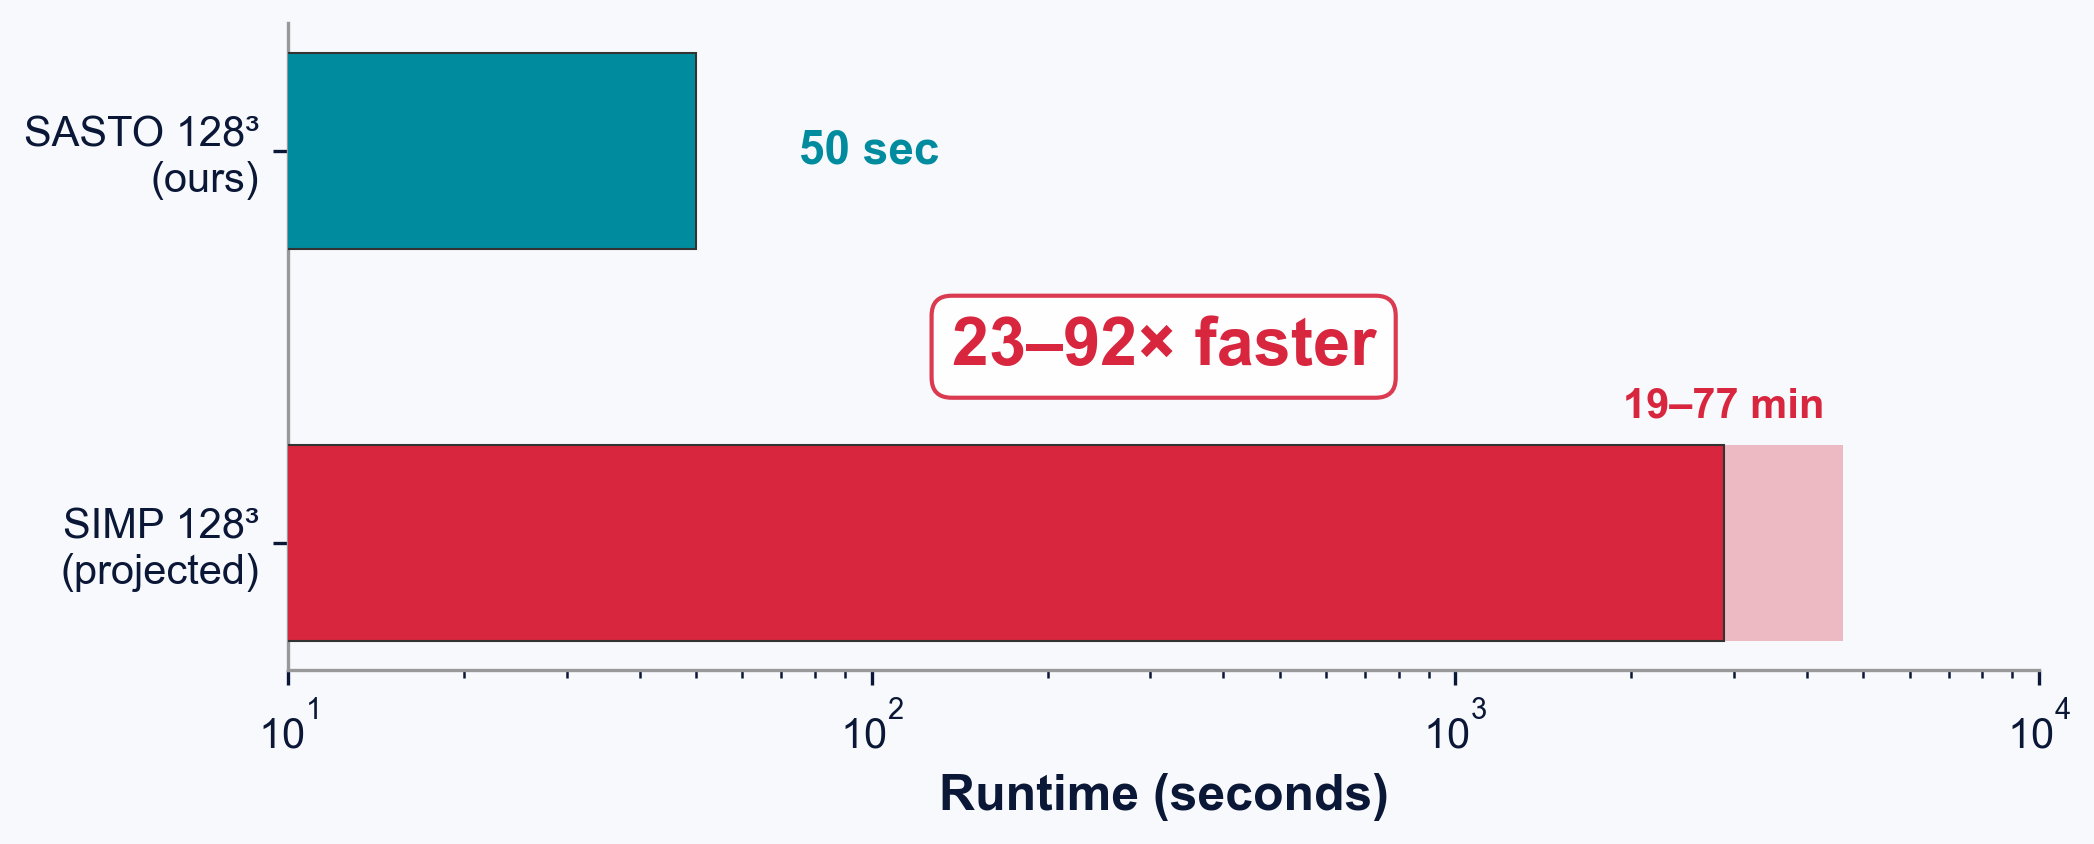 SASTO 128³
(ours)
50 sec
23–92× faster
19–77 min
SIMP 128³
(projected)
10¹ 10² 10³ 10⁴
Runtime (seconds)